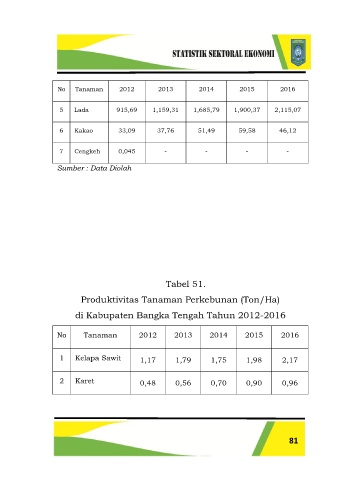 STATISTIK SEKTORAL EKONOMI
No Tanaman 2012 2013 2014 2015 2016
5 Lada 915,69 1,159,31 1,685,79 1,900,37 2,115,07
6 Kakao 33,09 37,76 51,49 59,58 46,12
7 Cengkeh 0,045 - - - -
Sumber : Data Diolah
Tabel 51.
Produktivitas Tanaman Perkebunan (Ton/Ha)
di Kabupaten Bangka Tengah Tahun 2012-2016
No Tanaman 2012 2013 2014 2015 2016
1 Kelapa Sawit 1,17 1,79 1,75 1,98 2,17
2 Karet 0,48 0,56 0,70 0,90 0,96
81